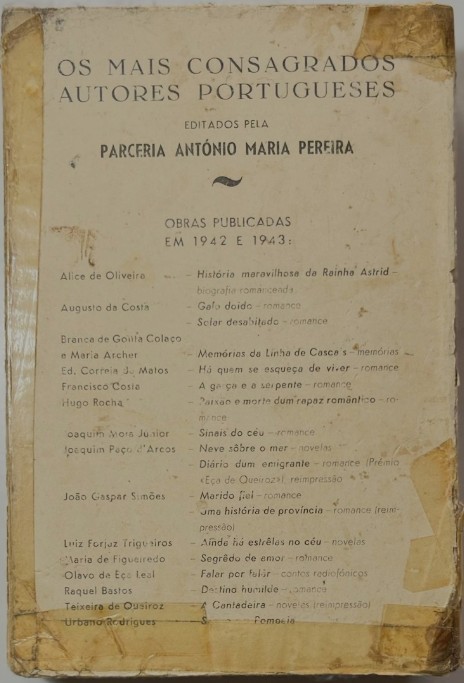 OS MAIS CONSAGRADOS
AUTORES PORTUGUESES
EDITADOS PELA
PARCERIA ANTÓNIO MARIA PEREIRA
OBRAS PUBLICADAS
EM 1942 E 1943:
Alice de Oliveira – História maravilhosa da Rainha Astrid –
biografia romanceada
Augusto da Costa – Gato doido – romance
– Solar desabitado – romance
Branca de Gonta Colaço
e Maria Archer – Memórias da Linha de Cascais – memórias
Ed. Correia de Matos – Há quem se esqueça de viver – romance
Francisco Costa – A garça e a serpente – romance
Hugo Rocha – Paixão e morte dum rapaz romântico – ro-
mance
Joaquim Mota Júnior – Sinais do céu – romance
Joaquim Paço d'Arcos – Neve sôbre o mar – novelas
– Diário dum emigrante – romance (Prémio
«Eça de Queiroz»), reimpressão
João Gaspar Simões – Marido fiel – romance
– Uma história de província – romance (reim-
pressão)
Luiz Forjaz Trigueiros – Ainda há estrêlas no céu – novelas
Maria de Figueiredo – Segrêdo de amor – romance
Olavo de Eça Leal – Falar por falar – contos radiofónicos
Raquel Bastos – Destino humilde – romance
Teixeira de Queiroz – A Cantadeira – novelas (reimpressão)
Urbano Rodrigues –